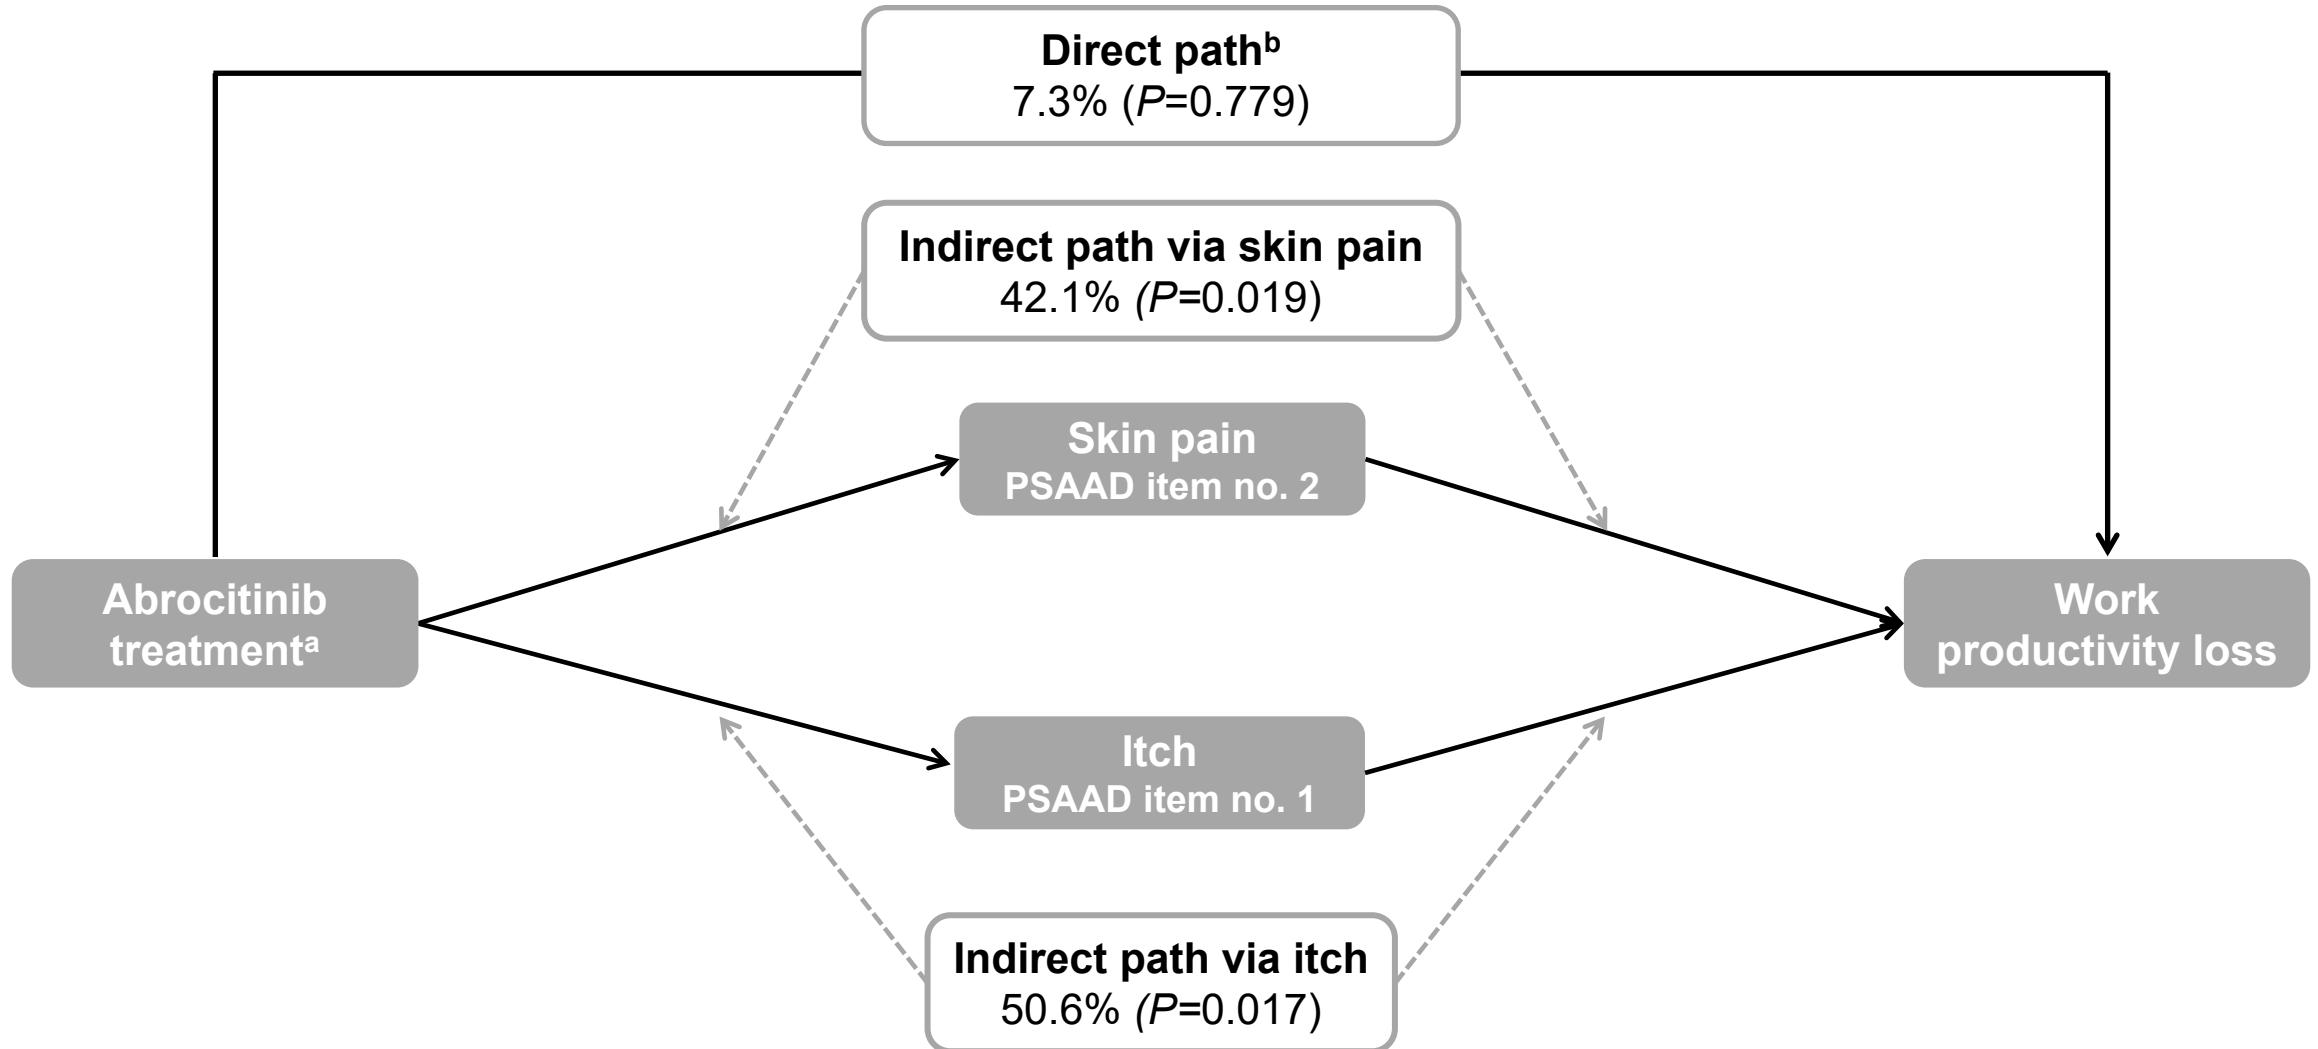 Direct pathᵇ
7.3% (P=0.779)
Indirect path via skin pain
42.1% (P=0.019)
Skin pain
PSAAD item no. 2
Abrocitinib
treatmentᵃ
Work
productivity loss
Itch
PSAAD item no. 1
Indirect path via itch
50.6% (P=0.017)